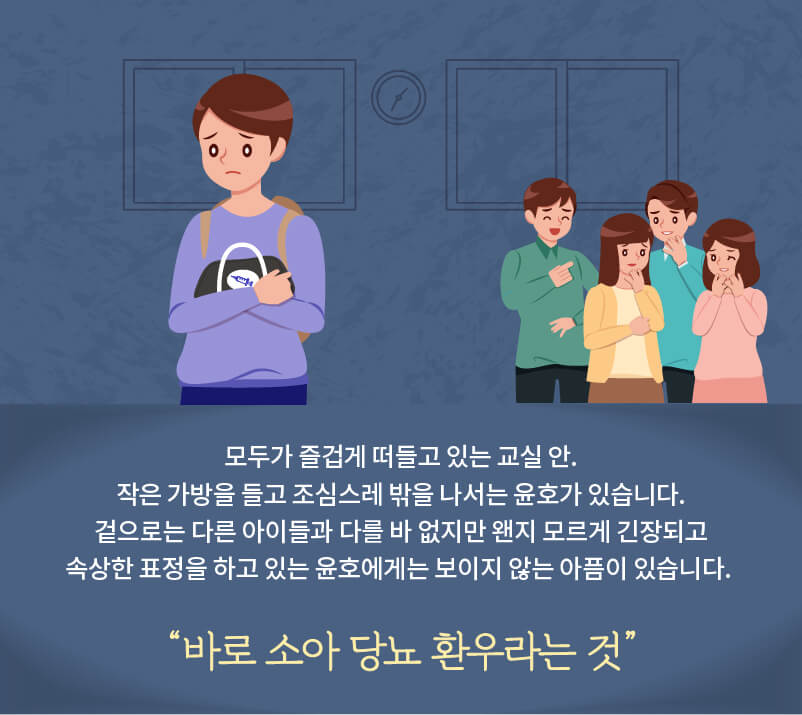 모두가 즐겁게 떠들고 있는 교실 안.
작은 가방을 들고 조심스레 밖을 나서는 윤호가 있습니다.
겉으로는 다른 아이들과 다를 바 없지만 왠지 모르게 긴장되고
속상한 표정을 하고 있는 윤호에게는 보이지 않는 아픔이 있습니다.
“바로 소아 당뇨 환우라는 것”